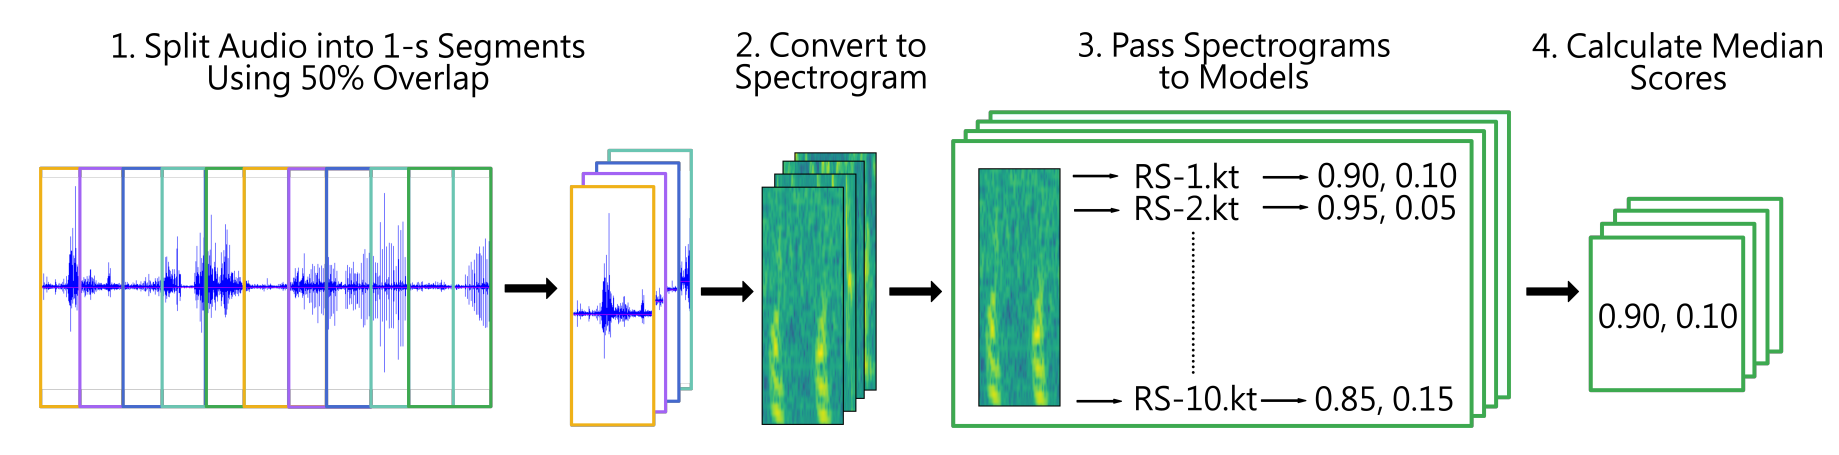 1. Split Audio into 1-s Segments
Using 50% Overlap
2. Convert to
Spectrogram
3. Pass Spectrograms
to Models
4. Calculate Median
Scores
RS-1.kt
0.90, 0.10
RS-2.kt
0.95, 0.05
RS-10.kt
0.85, 0.15
0.90, 0.10